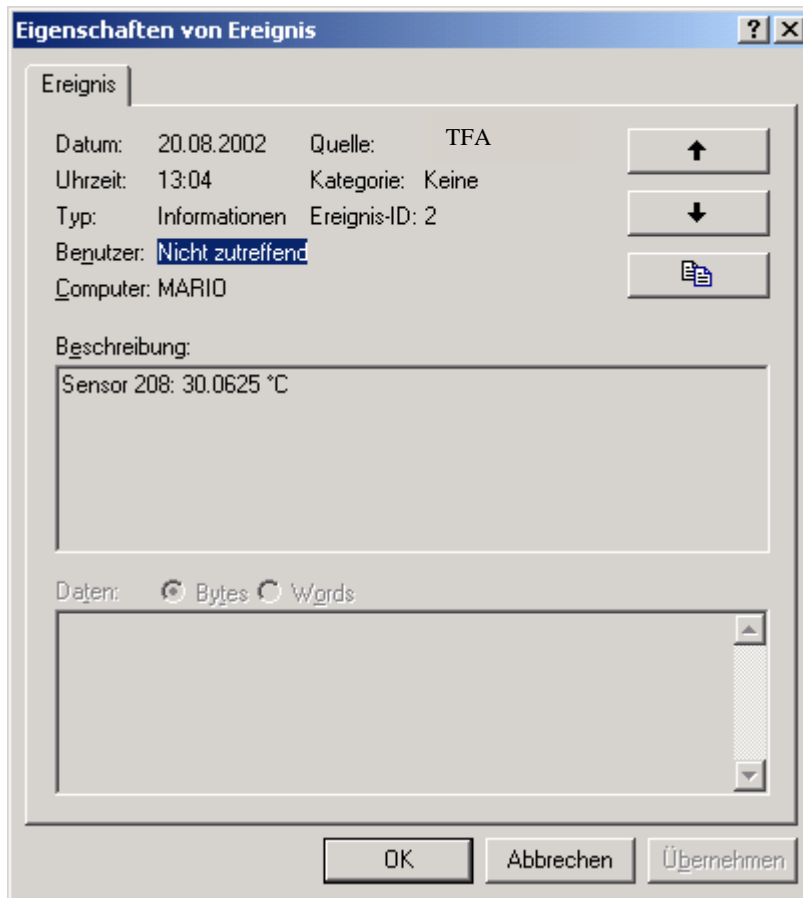 Eigenschaften von Ereignis
Ereignis
Datum: 20.08.2002 Quelle: TFA
Uhrzeit: 13:04 Kategorie: Keine
Typ: Informationen Ereignis-ID: 2
Benutzer: Nicht zutreffend
Computer: MARIO
Beschreibung:
Sensor 208: 30.0625 °C
Daten: Bytes Words
OK Abbrechen Übernehmen